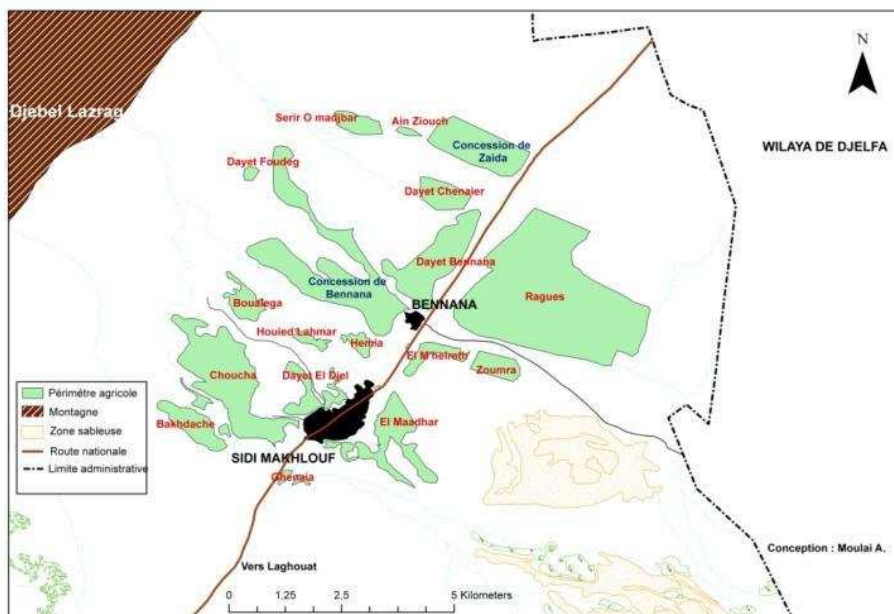 N
Djebel Lazrag
Serir O madjbar
Ain Ziouch
Concession de
Zaida
WILAYA DE DJELFA
Dayet Foudeg
Dayet Chenaier
Dayet Bennana
Concession de
Bennana
Ragues
BENNANA
Boualega
Houied Lahmar
Hemia
El M'heireth
Zoumra
Choucha
Dayet El Djel
Bakhdache
El Maadhar
SIDI MAKHLOUF
Ghenaia
Périmétre agricole
Montagne
Zone sableuse
Route nationale
Limite administrative
Vers Laghouat
Conception : Moulai A.
0 1,25 2,5 5 Kilometers